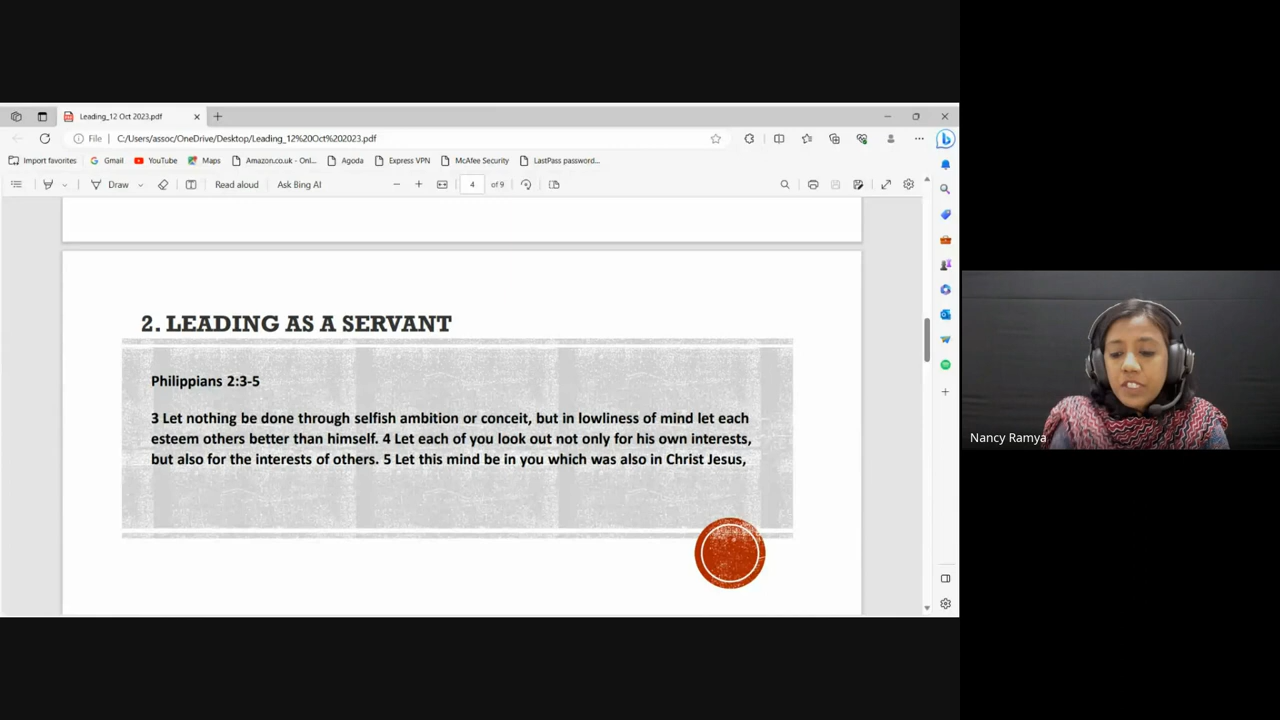 Leading_12 Oct 2023.pdf
File C:/Users/assoc/OneDrive/Desktop/Leading_12%20Oct%202023.pdf
Import favorites Gmail YouTube Maps Amazon.co.uk - Onl... Agoda Express VPN McAfee Security LastPass password...
Draw Read aloud Ask Bing AI 4 of 9
2. LEADING AS A SERVANT
Philippians 2:3-5
3 Let nothing be done through selfish ambition or conceit, but in lowliness of mind let each
esteem others better than himself. 4 Let each of you look out not only for his own interests,
but also for the interests of others. 5 Let this mind be in you which was also in Christ Jesus,
Nancy Ramya